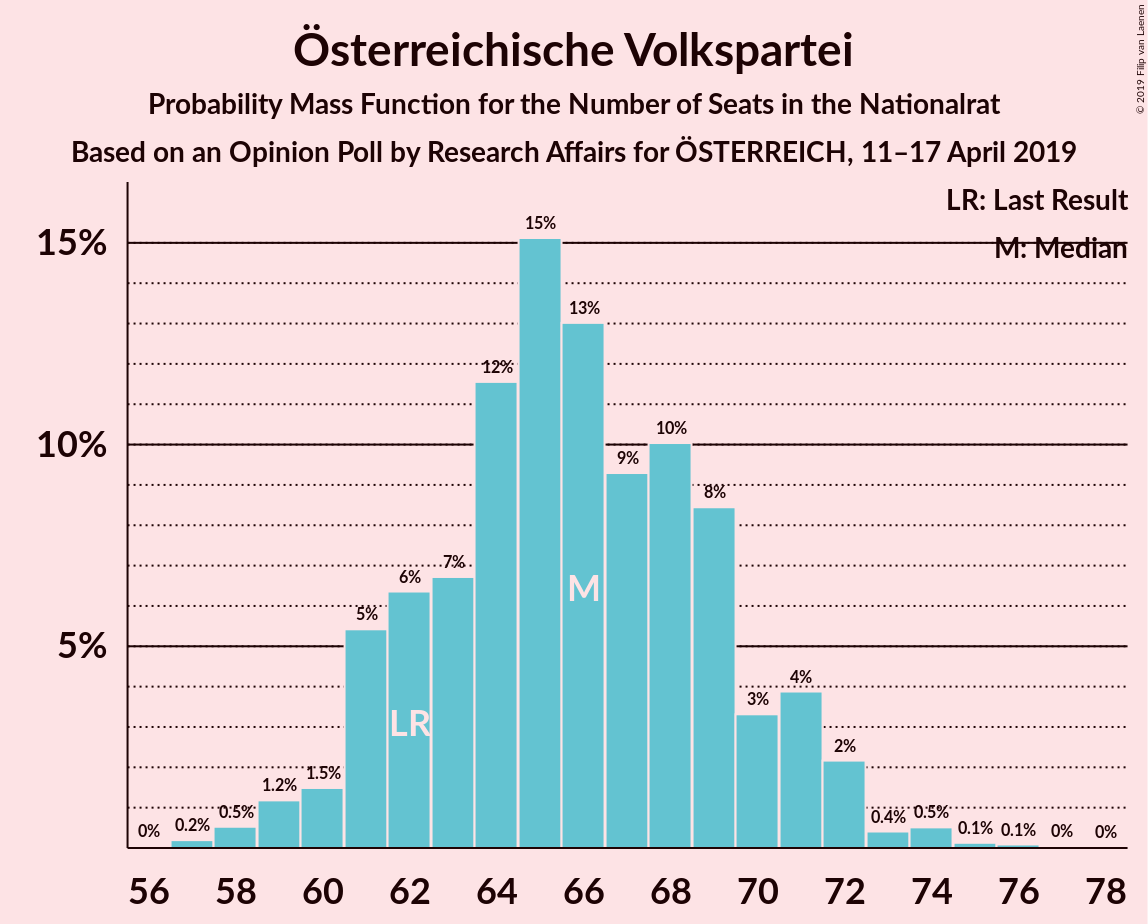 Österreichische Volkspartei
Probability Mass Function for the Number of Seats in the Nationalrat
Based on an Opinion Poll by Research Affairs for ÖSTERREICH, 11–17 April 2019
© 2019 Filip van Laenen
LR: Last Result
M: Median
15%
10%
5%
0%
0.2%
0.5%
1.2%
1.5%
5%
6%
7%
12%
15%
13%
9%
10%
8%
3%
4%
2%
0.4%
0.5%
0.1%
0.1%
0%
0%
LR
M
56 58 60 62 64 66 68 70 72 74 76 78